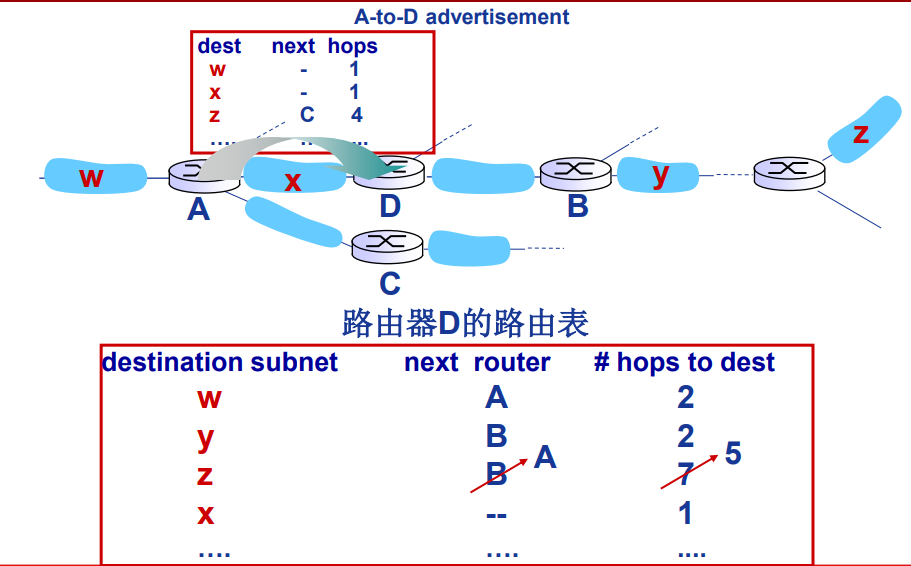 A-to-D advertisement
dest next hops
w - 1
x - 1
z C 4
…. …. ...
w
x
y
z
A
D
B
C
路由器D的路由表
destination subnet next router # hops to dest
w A 2
y B 2
z B A 7 5
x -- 1
…. …. ....